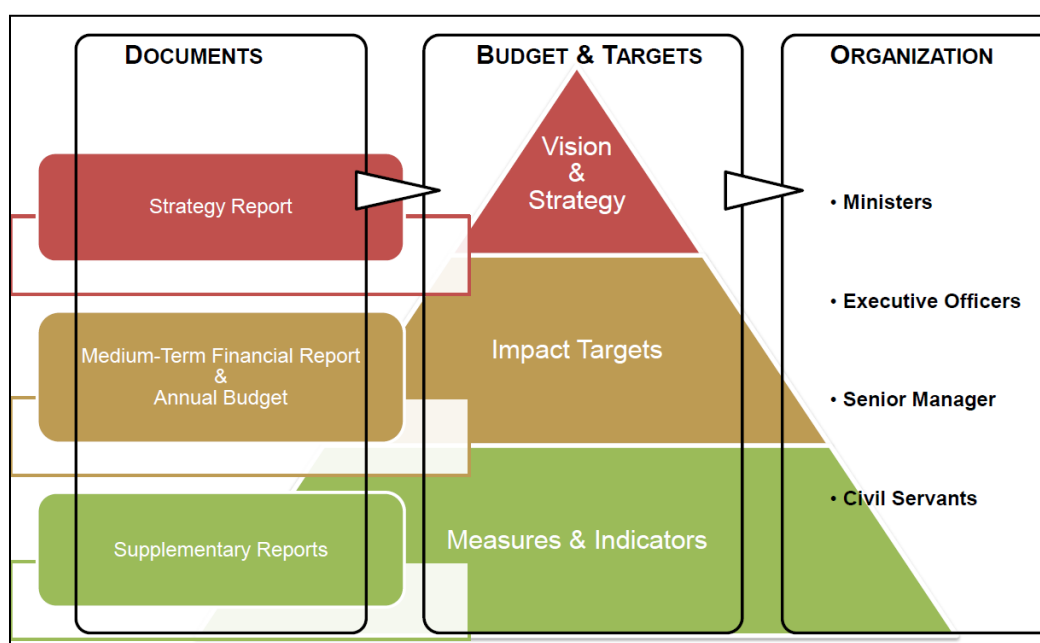 DOCUMENTS
Strategy Report
Medium-Term Financial Report
&
Annual Budget
Supplementary Reports
BUDGET & TARGETS
Vision
&
Strategy
Impact Targets
Measures & Indicators
ORGANIZATION
• Ministers
• Executive Officers
• Senior Manager
• Civil Servants